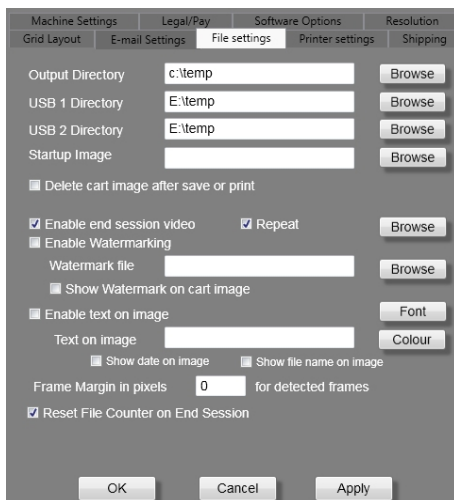 Machine Settings Legal/Pay Software Options Resolution
Grid Layout E-mail Settings File settings Printer settings Shipping
Output Directory c:\temp Browse
USB 1 Directory E:\temp Browse
USB 2 Directory E:\temp Browse
Startup Image Browse
Delete cart image after save or print
Enable end session video Repeat Browse
Enable Watermarking
Watermark file Browse
Show Watermark on cart image
Enable text on image Font
Text on image Colour
Show date on image Show file name on image
Frame Margin in pixels 0 for detected frames
Reset File Counter on End Session
OK Cancel Apply